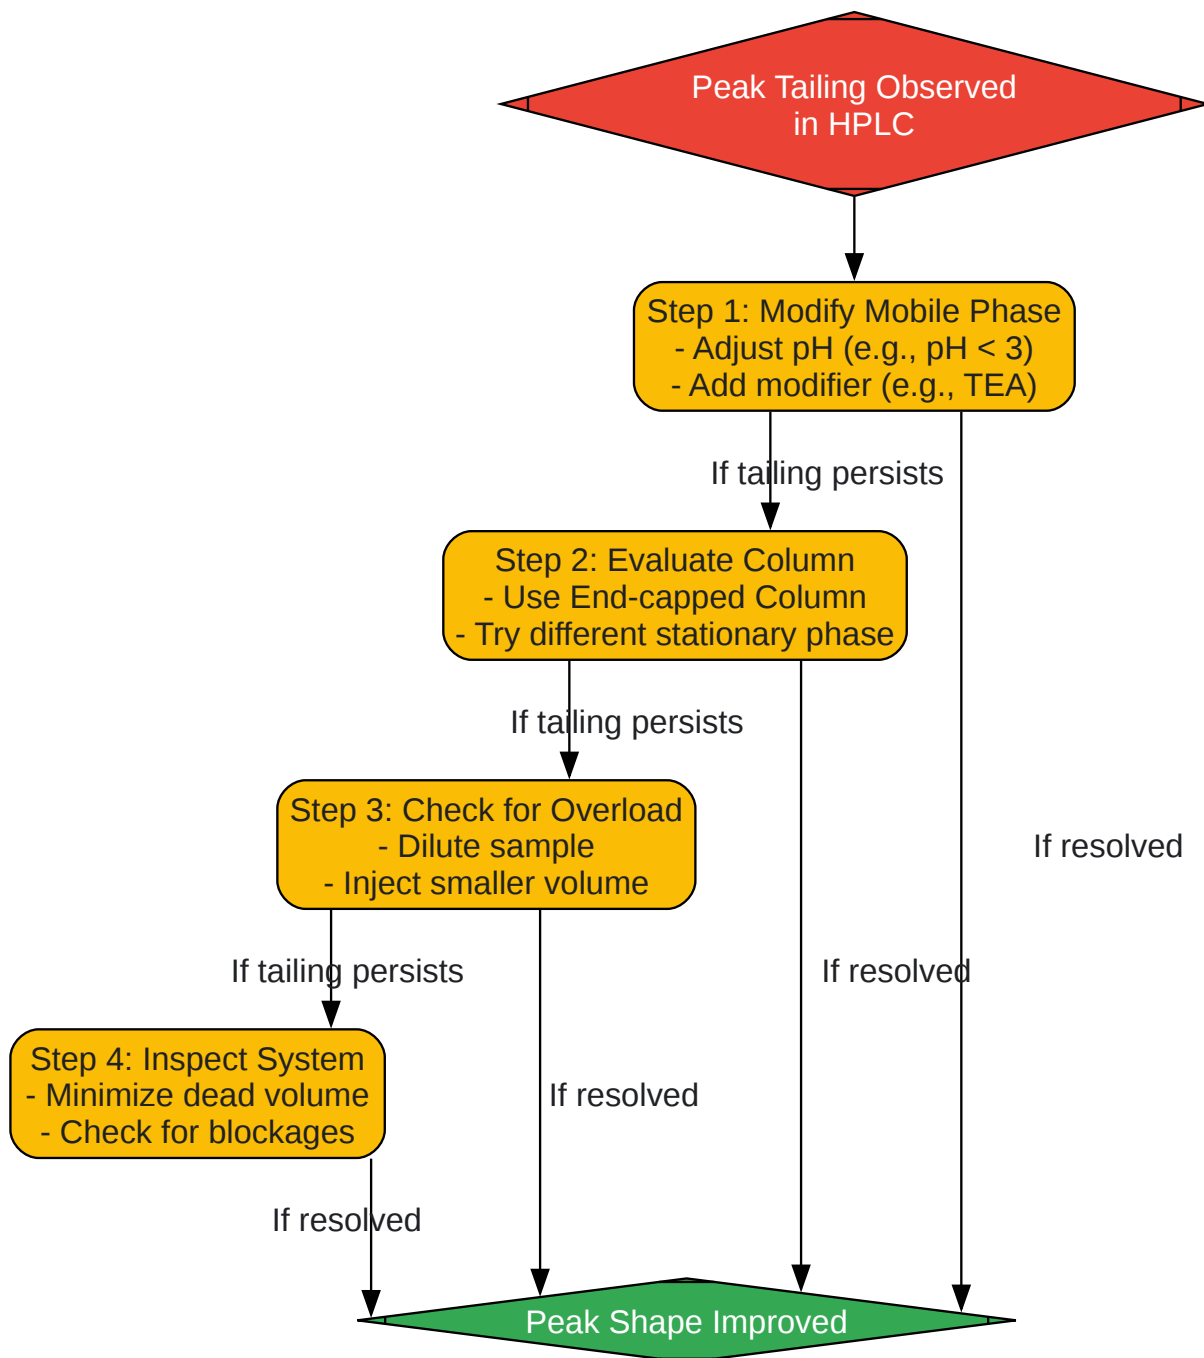 Peak Tailing Observed
in HPLC
Step 1: Modify Mobile Phase
- Adjust pH (e.g., pH < 3)
- Add modifier (e.g., TEA)
If tailing persists
Step 2: Evaluate Column
- Use End-capped Column
- Try different stationary phase
If tailing persists
Step 3: Check for Overload
- Dilute sample
- Inject smaller volume
If resolved
If tailing persists
If resolved
Step 4: Inspect System
- Minimize dead volume
- Check for blockages
If resolved
If resolved
Peak Shape Improved